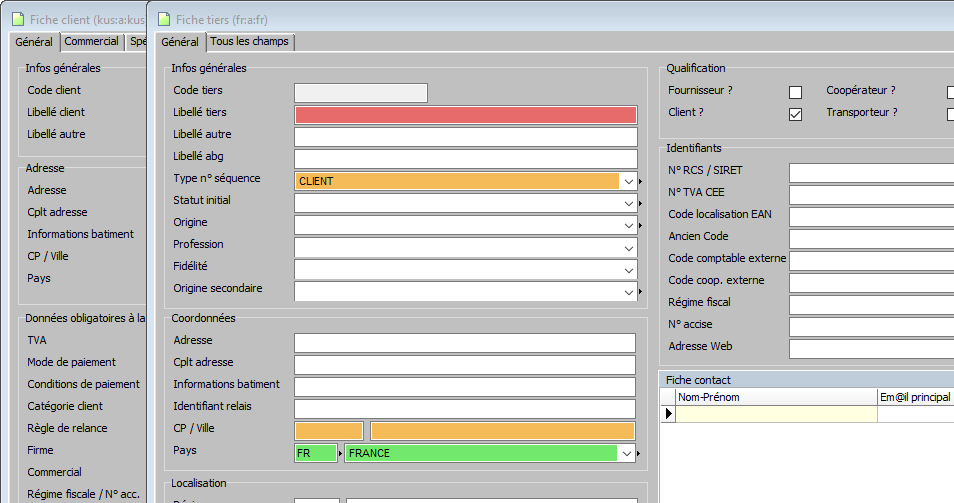 Fiche client (kus:a:kus
Général Commercial Spé
Infos générales
Code client
Libellé client
Libellé autre
Adresse
Adresse
Cplt adresse
Informations batiment
CP / Ville
Pays
Données obligatoires à la
TVA
Mode de paiement
Conditions de paiement
Catégorie client
Règle de relance
Firme
Commercial
Régime fiscale / N° acc.
Fiche tiers (fr:a:fr)
Général Tous les champs
Infos générales
Code tiers
Libellé tiers
Libellé autre
Libellé abg
Type n° séquence CLIENT
Statut initial
Origine
Profession
Fidélité
Origine secondaire
Coordonnées
Adresse
Cplt adresse
Informations batiment
Identifiant relais
CP / Ville
Pays FR FRANCE
Localisation
Qualification
Fournisseur ? Coopérateur ?
Client ? Transporteur ?
Identifiants
N° RCS / SIRET
N° TVA CEE
Code localisation EAN
Ancien Code
Code comptable externe
Code coop. externe
Régime fiscal
N° accise
Adresse Web
Fiche contact
Nom-Prénom Em@il principal